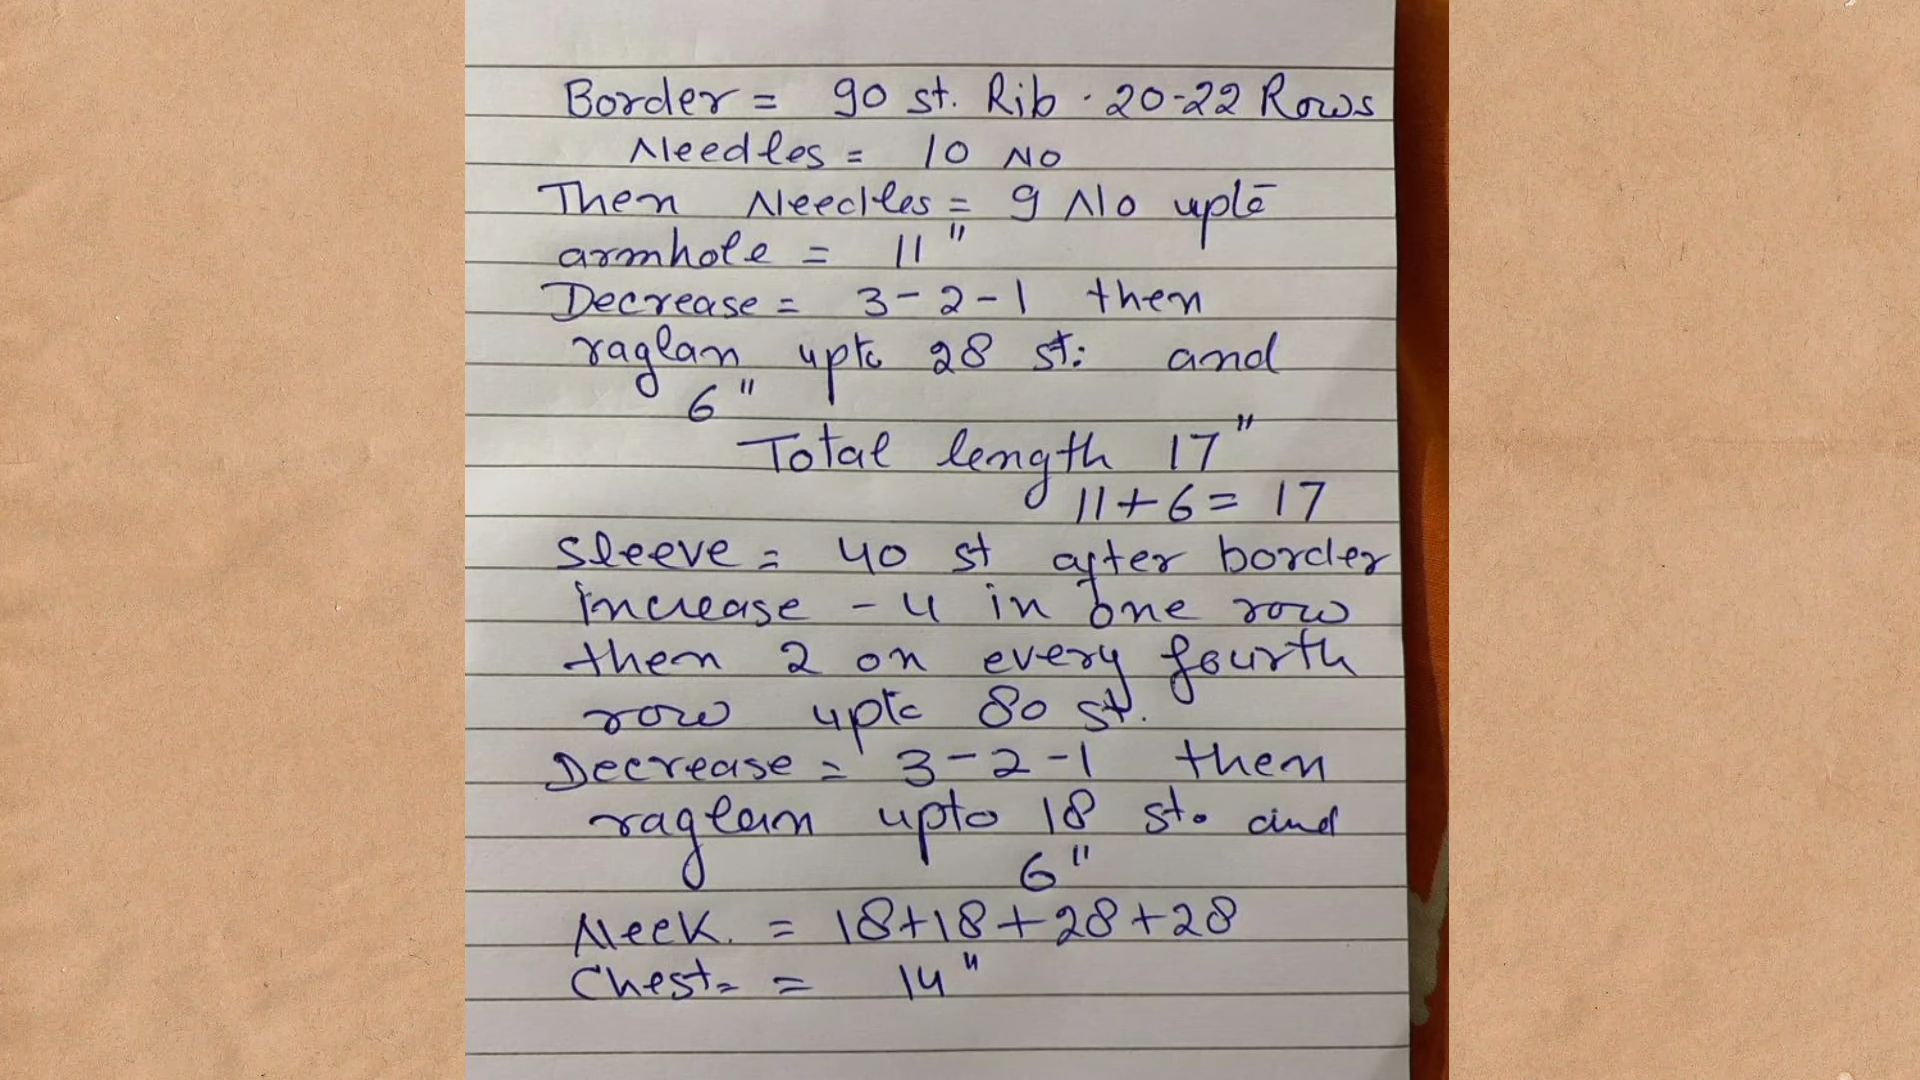 Border = 90 st. Rib . 20-22 Rows
Needles = 10 No
Then Needles = 9 No upto
armhole = 11"
Decrease = 3-2-1 then
raglan upto 28 st. and
6"
Total length 17"
11+6 = 17
Sleeve = 40 st after border
increase - 4 in one row
then 2 on every fourth
row upto 80 st.
Decrease = 3-2-1 then
raglan upto 18 st. and
6"
Neck. = 18+18+28+28
Chest = = 14"